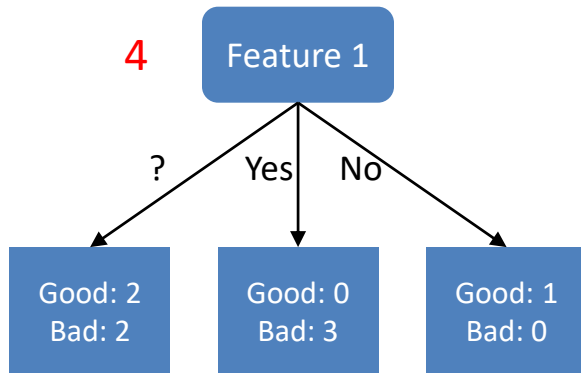 4
Feature 1
?
Yes
No
Good: 2
Bad: 2
Good: 0
Bad: 3
Good: 1
Bad: 0